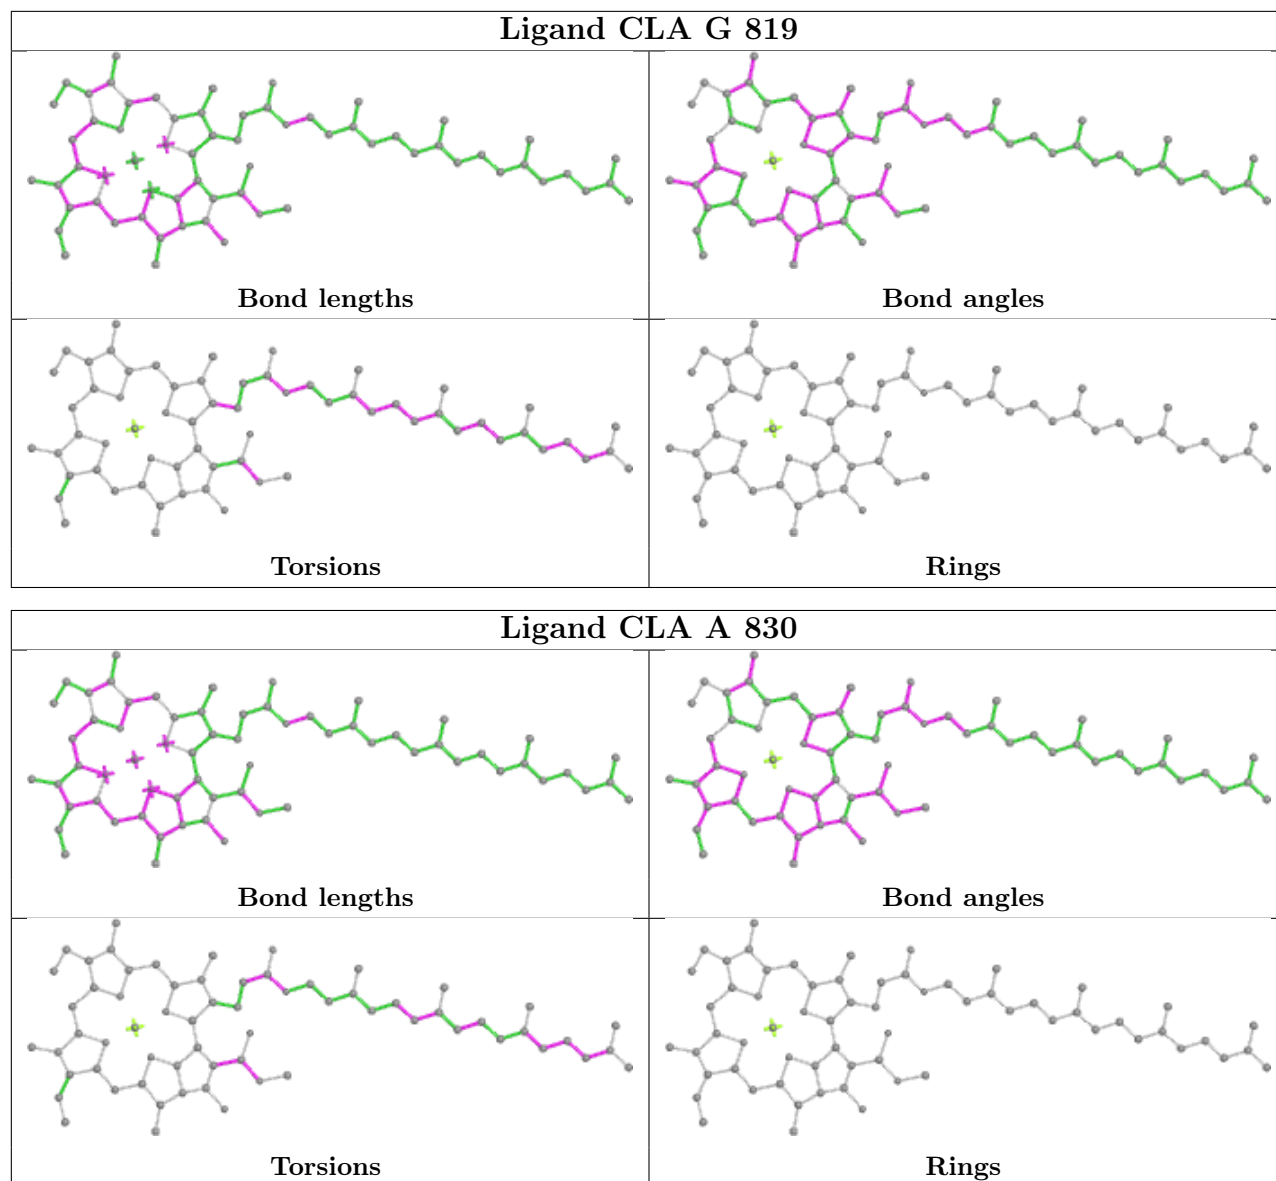 Ligand CLA G 819
Bond lengths
Bond angles
Torsions
Rings
Ligand CLA A 830
Bond lengths
Bond angles
Torsions
Rings